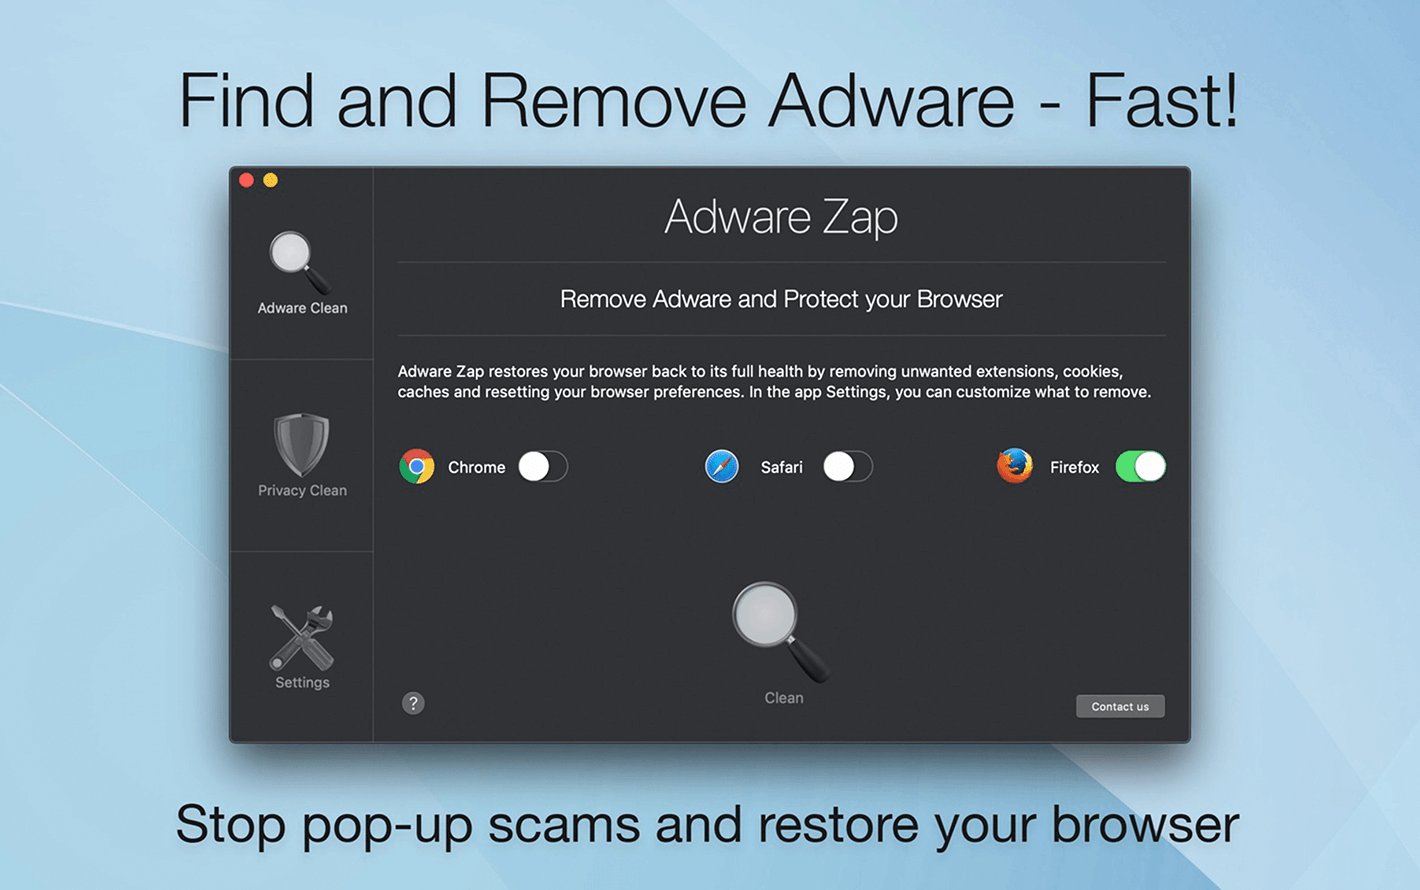 Find and Remove Adware - Fast!
Adware Zap
Adware Clean
Remove Adware and Protect your Browser
Adware Zap restores your browser back to its full health by removing unwanted extensions, cookies,
caches and resetting your browser preferences. In the app Settings, you can customize what to remove.
Chrome
Safari
Firefox
Privacy Clean
Settings
?
Clean
Contact us
Stop pop-up scams and restore your browser